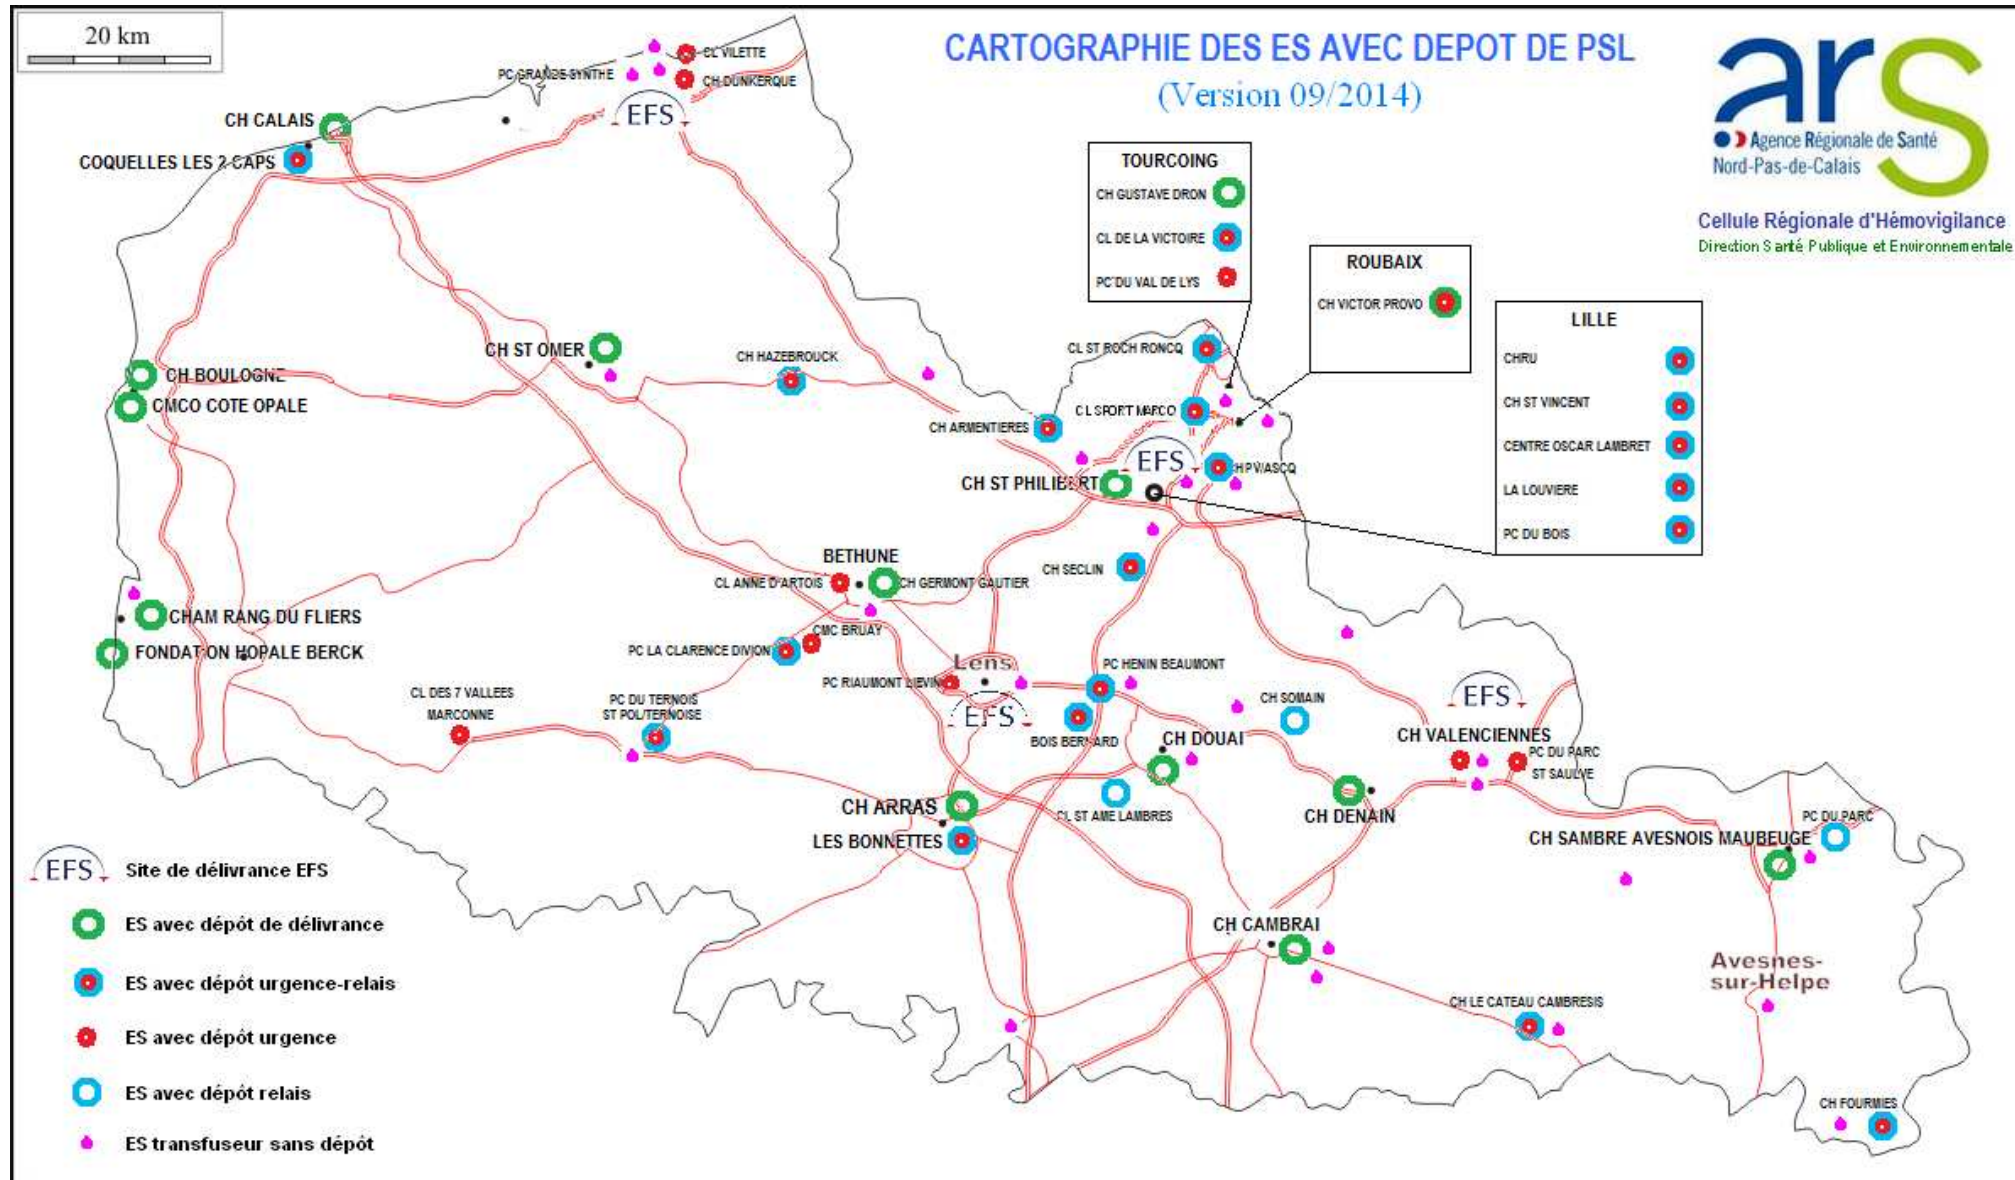 20 km
CARTOGRAPHIE DES ES AVEC DEPOT DE PSL
(Version 09/2014)
ars
Agence Régionale de Santé
Nord-Pas-de-Calais
Cellule Régionale d'Hémovigilance
Direction Santé Publique et Environnementale
CL VILETTE
PC GRANDE SYNTHE
CH DUNKERQUE
EFS
CH CALAIS
COQUELLES LES 2 CAPS
TOURCOING
CH GUSTAVE DRON
CL DE LA VICTOIRE
PC DU VAL DE LYS
ROUBAIX
CH VICTOR PROVO
LILLE
CHRU
CH ST VINCENT
CENTRE OSCAR LAMBRET
LA LOUVIERE
PC DU BOIS
CH ST OMER
CH HAZEBROUCK
CL ST ROCH RONCQ
CH BOULOGNE
CMCO COTE OPALE
CL SPORT MARCQ
CH ARMENTIERES
EFS
HPV/ASCQ
CH ST PHILIBERT
CH SECLIN
BETHUNE
CL ANNE D'ARTOIS
CH GERMONT GAUTIER
CHAM RANG DU FLIERS
FONDATION HOPALE BERCK
CMC BRUAY
PC LA CLARENCE DIVION
Lens
PC RIAUMONT LIEVIN
EFS
PC HENIN BEAUMONT
BOIS BERNARD
CL DES 7 VALLEES
MARCONNE
PC DU TERNOIS
ST POL/TERNOISE
CH SOMAIN
EFS
CH DOUAI
CH VALENCIENNES
PC DU PARC
ST SAULVE
CH ARRAS
LES BONNETTES
CL ST AME LAMBRES
CH DENAIN
PC DU PARC
CH SAMBRE AVESNOIS MAUBEUGE
CH CAMBRAI
Avesnes-
sur-Helpe
CH LE CATEAU CAMBRESIS
CH FOURMIES
EFS
Site de délivrance EFS
ES avec dépôt de délivrance
ES avec dépôt urgence-relais
ES avec dépôt urgence
ES avec dépôt relais
ES transfuseur sans dépôt